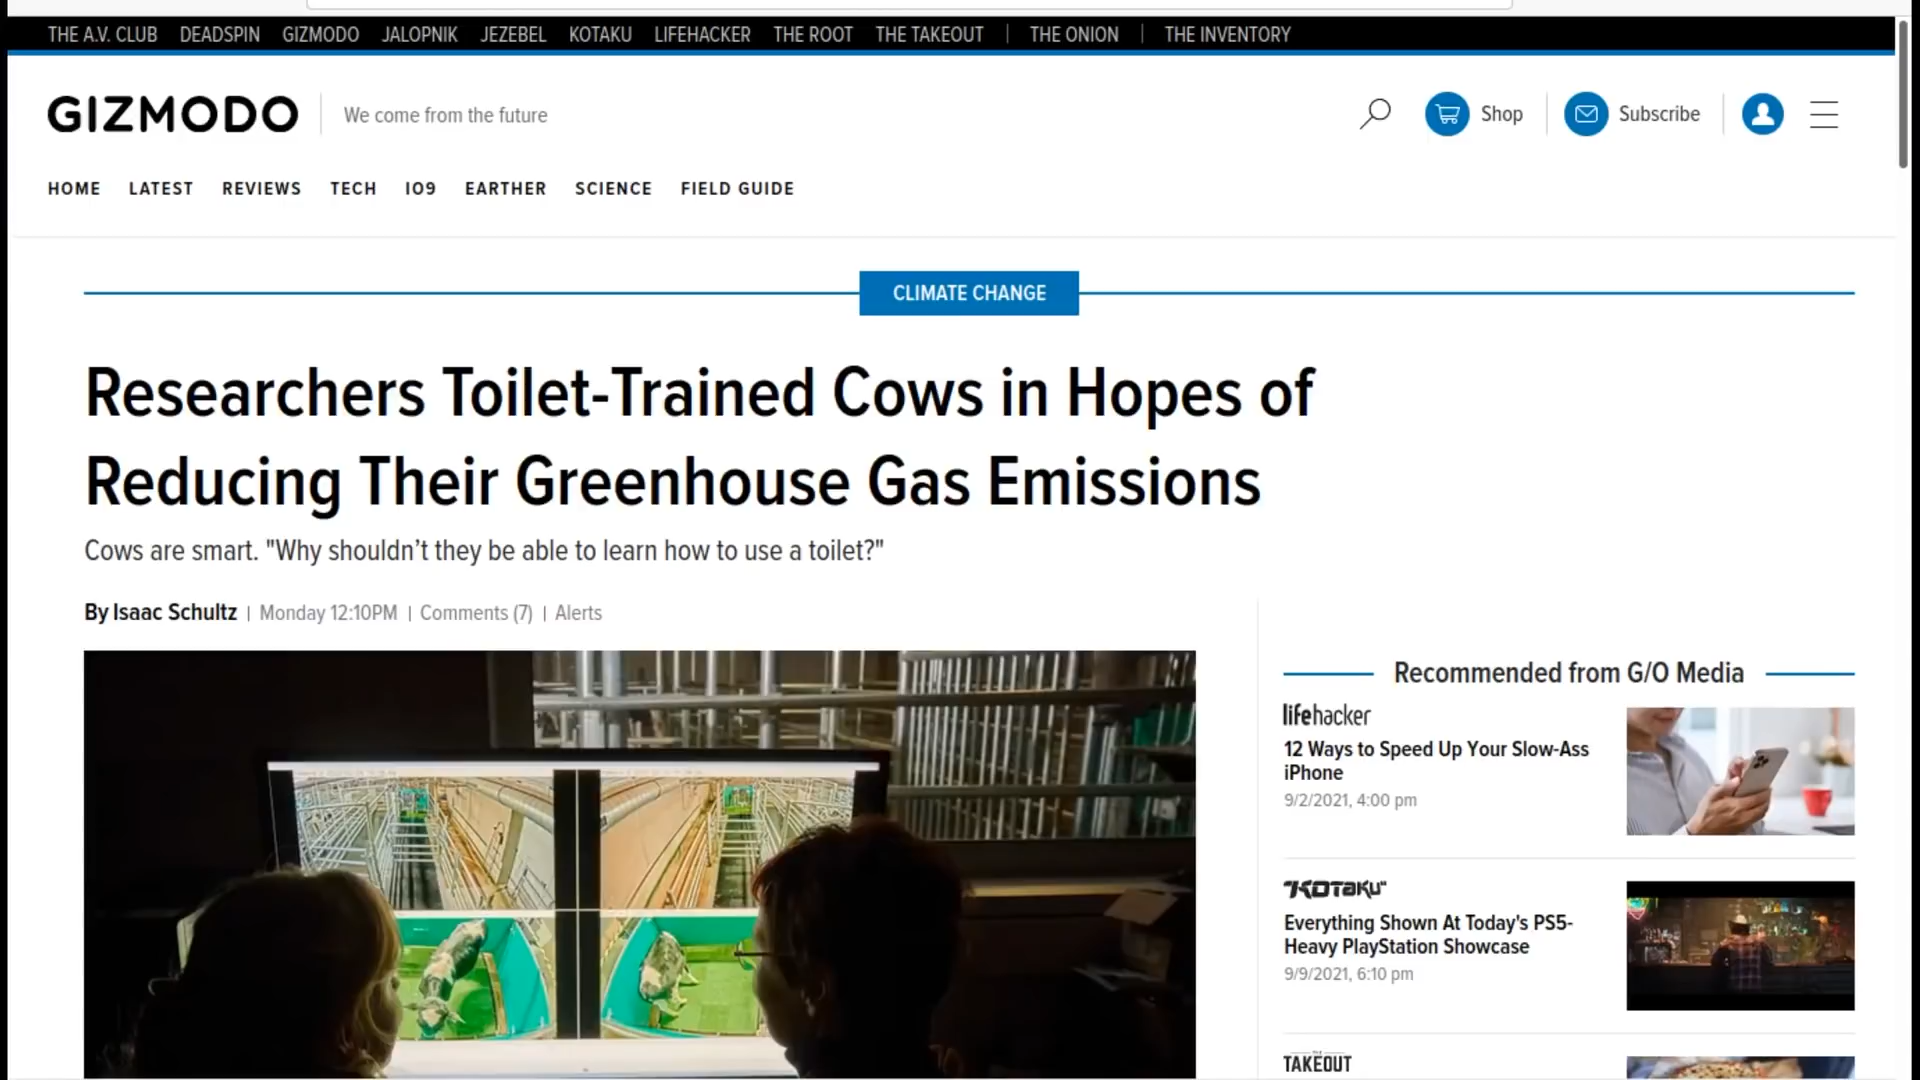 THE A.V. CLUB DEADSPIN GIZMODO JALOPNIK JEZEBEL KOTAKU LIFEHACKER THE ROOT THE TAKEOUT | THE ONION | THE INVENTORY
GIZMODO
We come from the future
Shop
Subscribe
HOME LATEST REVIEWS TECH IO9 EARTHER SCIENCE FIELD GUIDE
CLIMATE CHANGE
Researchers Toilet-Trained Cows in Hopes of
Reducing Their Greenhouse Gas Emissions
Cows are smart. "Why shouldn’t they be able to learn how to use a toilet?"
By Isaac Schultz | Monday 12:10PM | Comments (7) | Alerts
Recommended from G/O Media
lifehacker
12 Ways to Speed Up Your Slow-Ass
iPhone
9/2/2021, 4:00 pm
KOTAKU
Everything Shown At Today's PS5-
Heavy PlayStation Showcase
9/9/2021, 6:10 pm
THE
TAKEOUT